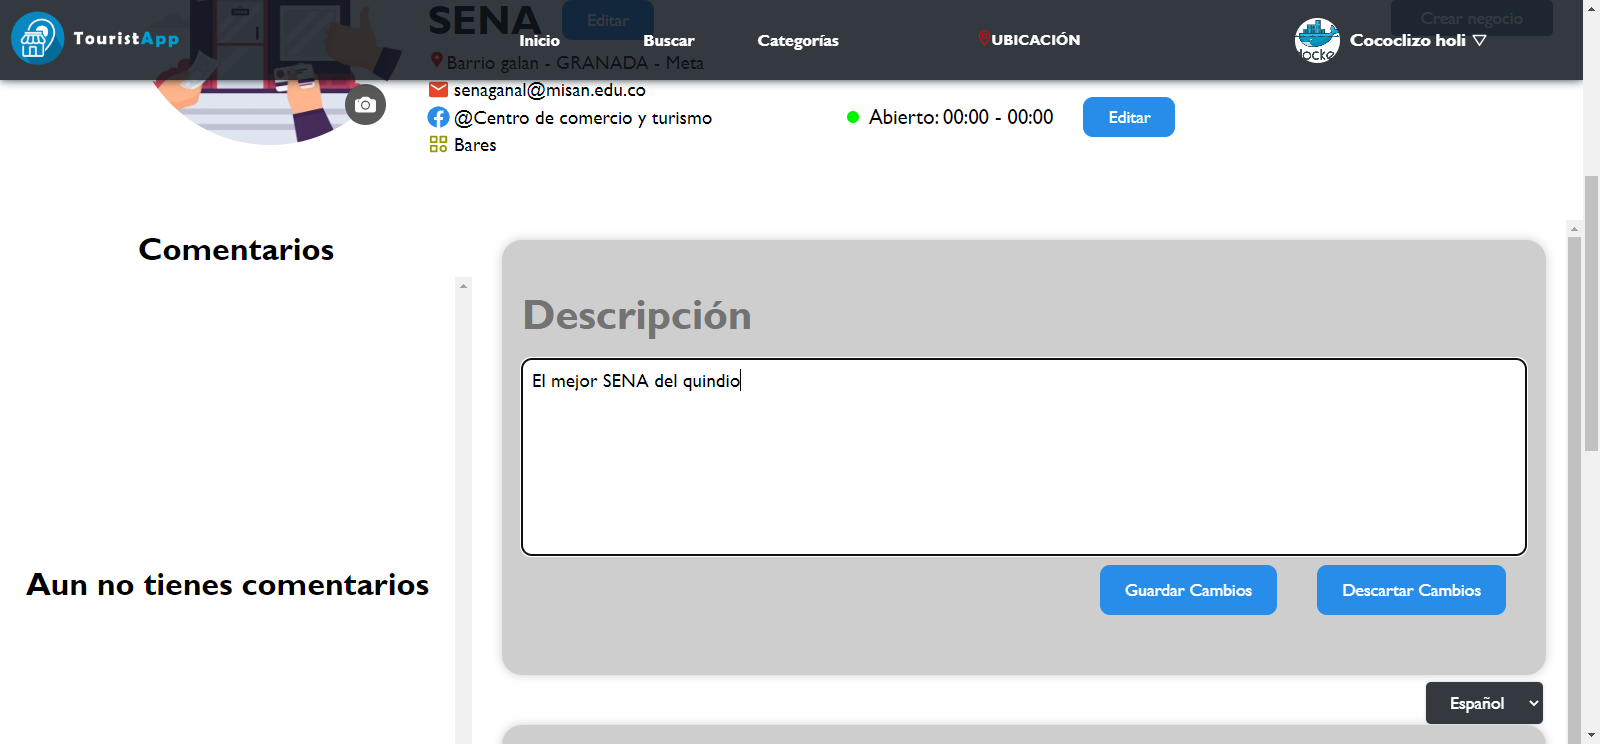 TouristApp
Inicio
Buscar
Categorías
UBICACIÓN
Cococlizo holi
Crear negocio
SENA
Editar
Barrio galan - GRANADA - Meta
senaganal@misan.edu.co
@Centro de comercio y turismo
Bares
Abierto: 00:00 - 00:00
Editar
Comentarios
Aun no tienes comentarios
Descripción
El mejor SENA del quindio
Guardar Cambios
Descartar Cambios
Español